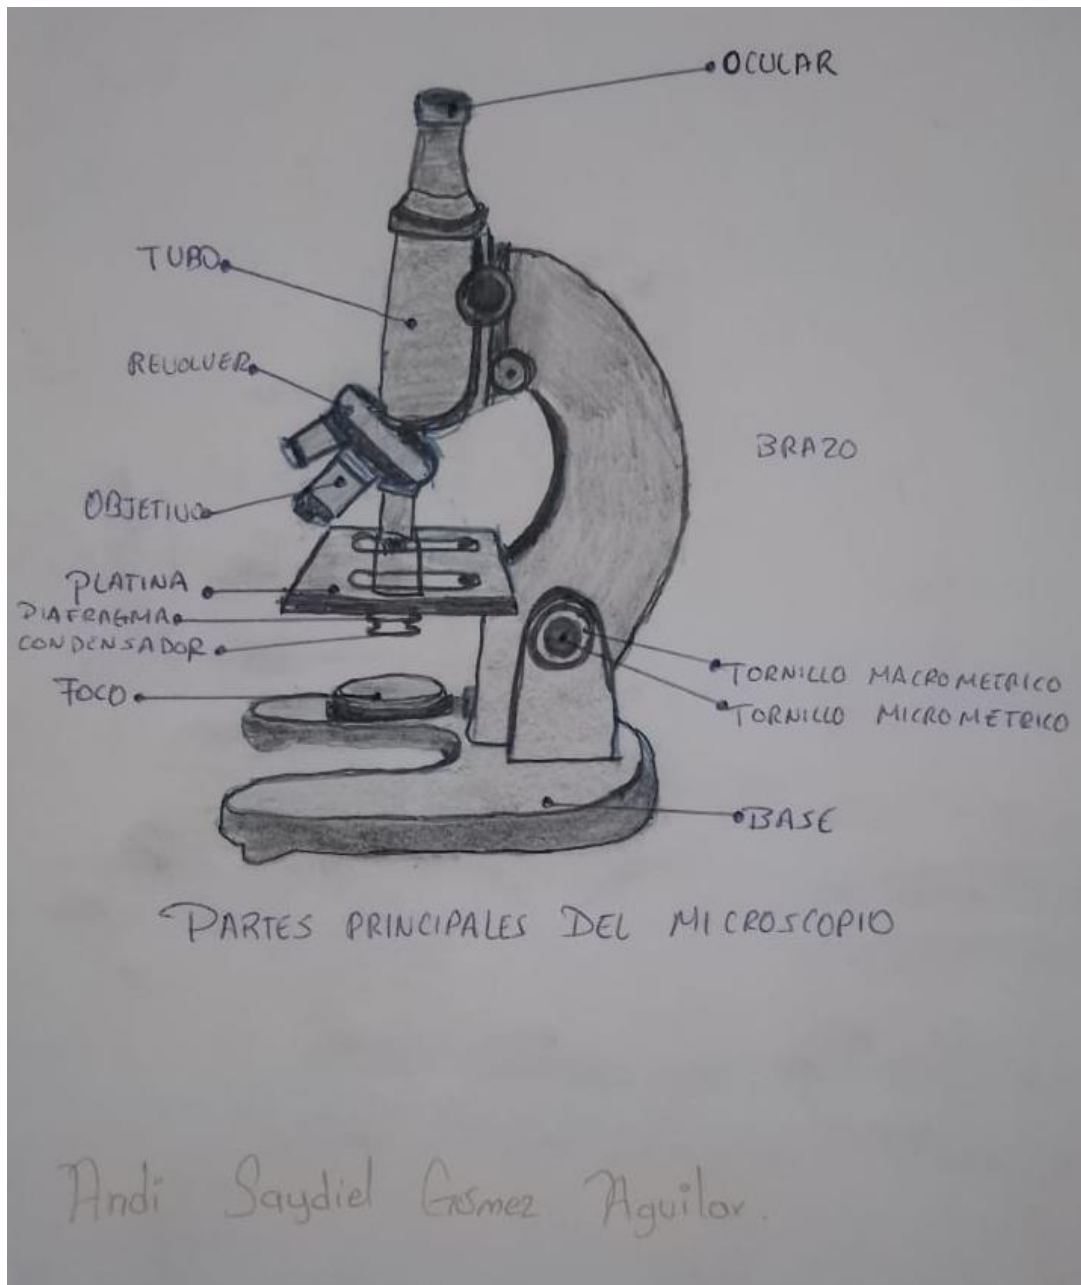 OCULAR
TUBO
REVOLVER
BRAZO
OBJETIVO
PLATINA
DIAFRAGMA
CONDENSADOR
FOCO
TORNILLO MACROMETRICO
TORNILLO MICROMETRICO
BASE
PARTES PRINCIPALES DEL MICROSCOPIO
Andi Saydiel Gomez Aguilar.